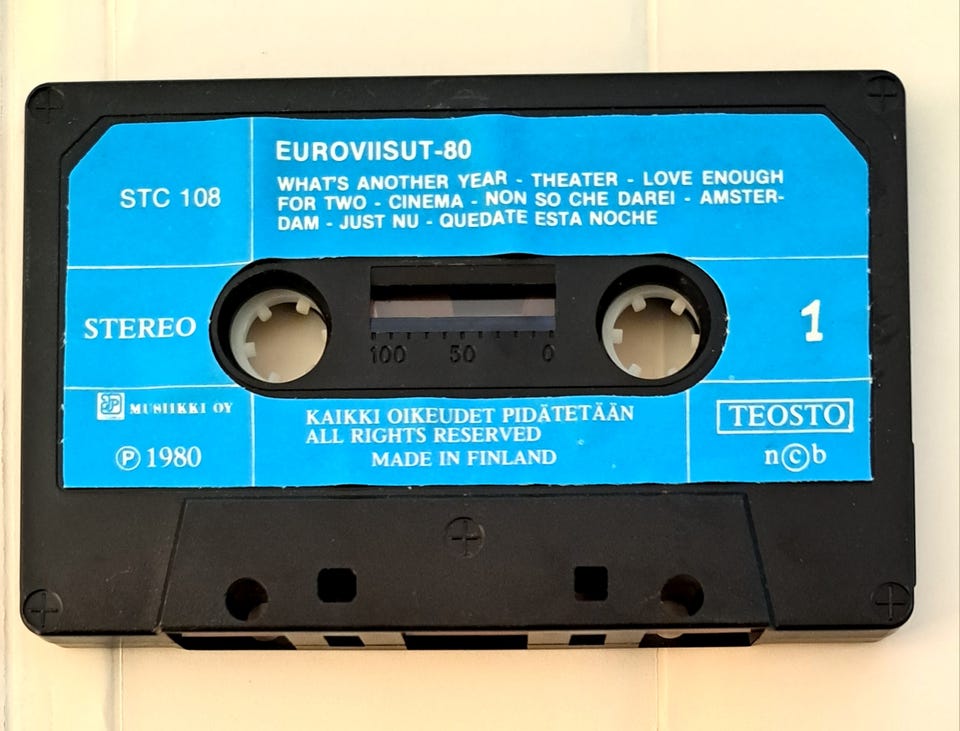 EUROVIISUT-80
STC 108
WHAT'S ANOTHER YEAR - THEATER - LOVE ENOUGH
FOR TWO - CINEMA - NON SO CHE DAREI - AMSTER-
DAM - JUST NU - QUEDATE ESTA NOCHE
STEREO
1
100 50 0
MUSIIKKI OY
KAIKKI OIKEUDET PIDÄTETÄÄN
ALL RIGHTS RESERVED
MADE IN FINLAND
Ⓟ 1980
TEOSTO
n©b